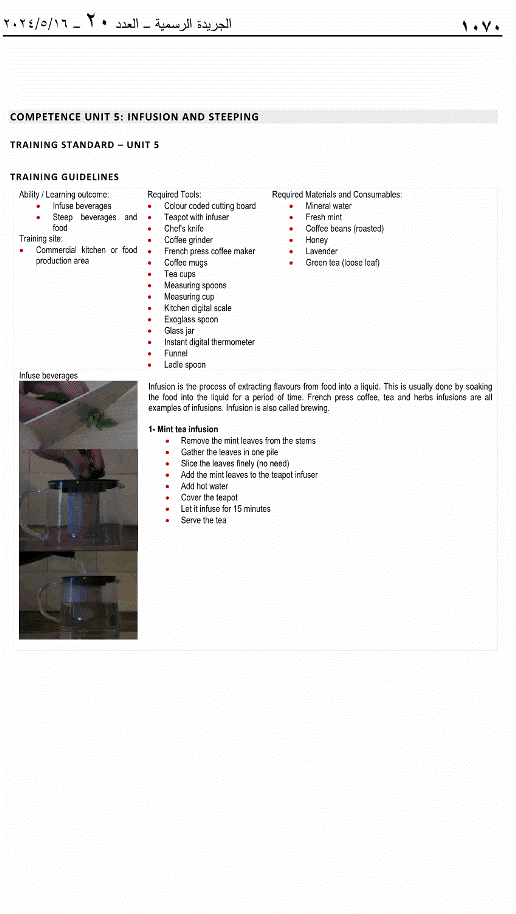 الجريدة الرسمية – العدد ٢٠ – ٢٠٢٤/٥/١٦
١٠٧٠
COMPETENCE UNIT 5: INFUSION AND STEEPING
TRAINING STANDARD – UNIT 5
TRAINING GUIDELINES
Ability / Learning outcome:
• Infuse beverages
• Steep beverages and
food
Training site:
• Commercial kitchen or food
production area
Required Tools:
• Colour coded cutting board
• Teapot with infuser
• Chef's knife
• Coffee grinder
• French press coffee maker
• Coffee mugs
• Tea cups
• Measuring spoons
• Measuring cup
• Kitchen digital scale
• Exoglass spoon
• Glass jar
• Instant digital thermometer
• Funnel
• Ladle spoon
Required Materials and Consumables:
• Mineral water
• Fresh mint
• Coffee beans (roasted)
• Honey
• Lavender
• Green tea (loose leaf)
Infuse beverages
Infusion is the process of extracting flavours from food into a liquid. This is usually done by soaking
the food into the liquid for a period of time. French press coffee, tea and herbs infusions are all
examples of infusions. Infusion is also called brewing.
1- Mint tea infusion
• Remove the mint leaves from the stems
• Gather the leaves in one pile
• Slice the leaves finely (no need)
• Add the mint leaves to the teapot infuser
• Add hot water
• Cover the teapot
• Let it infuse for 15 minutes
• Serve the tea